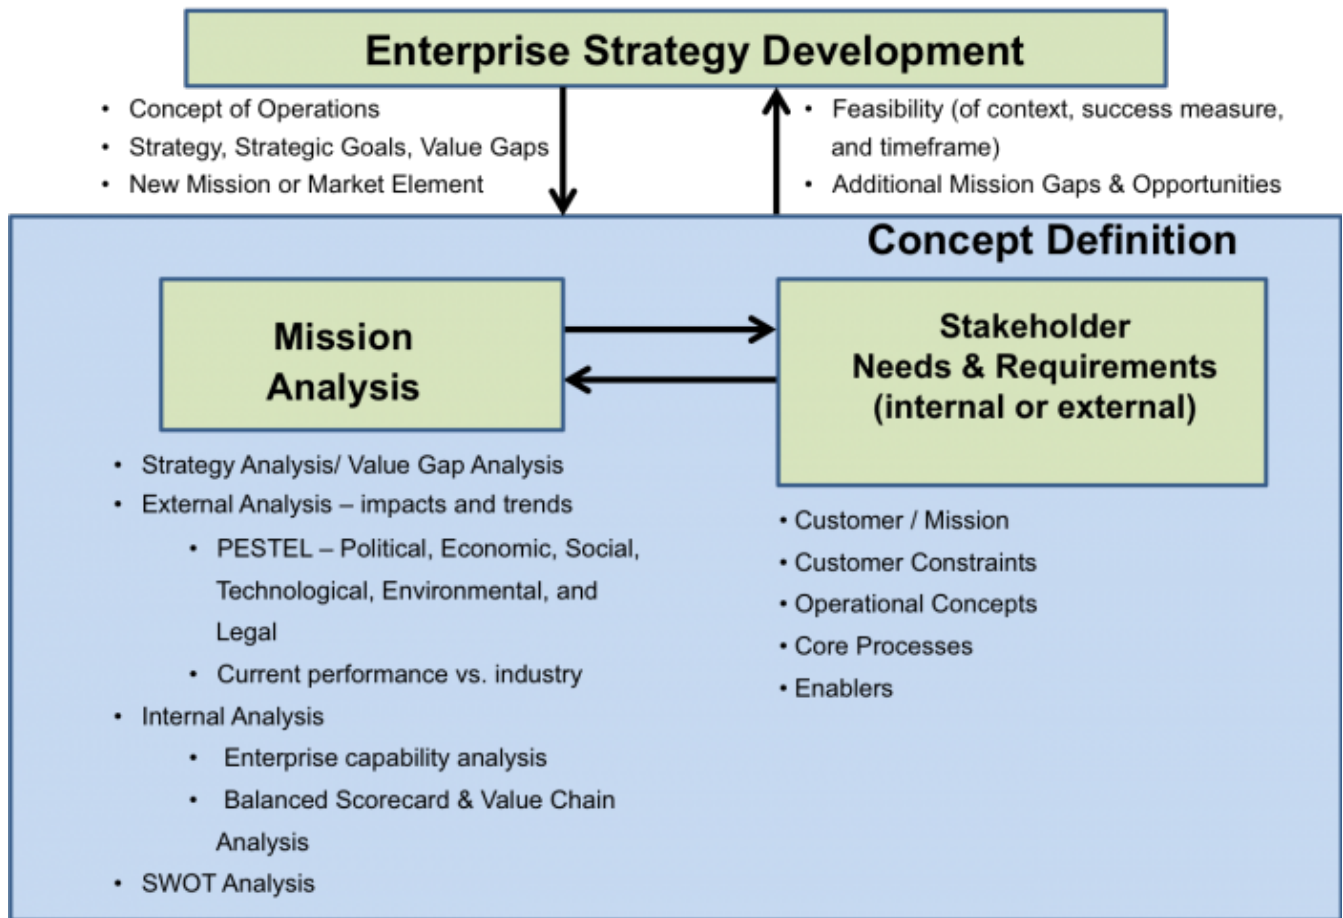 Enterprise Strategy Development
• Concept of Operations
• Strategy, Strategic Goals, Value Gaps
• New Mission or Market Element
• Feasibility (of context, success measure,
and timeframe)
• Additional Mission Gaps & Opportunities
Concept Definition
Mission
Analysis
Stakeholder
Needs & Requirements
(internal or external)
• Strategy Analysis/ Value Gap Analysis
• External Analysis – impacts and trends
• PESTEL – Political, Economic, Social,
Technological, Environmental, and
Legal
• Current performance vs. industry
• Internal Analysis
• Enterprise capability analysis
• Balanced Scorecard & Value Chain
Analysis
• SWOT Analysis
• Customer / Mission
• Customer Constraints
• Operational Concepts
• Core Processes
• Enablers